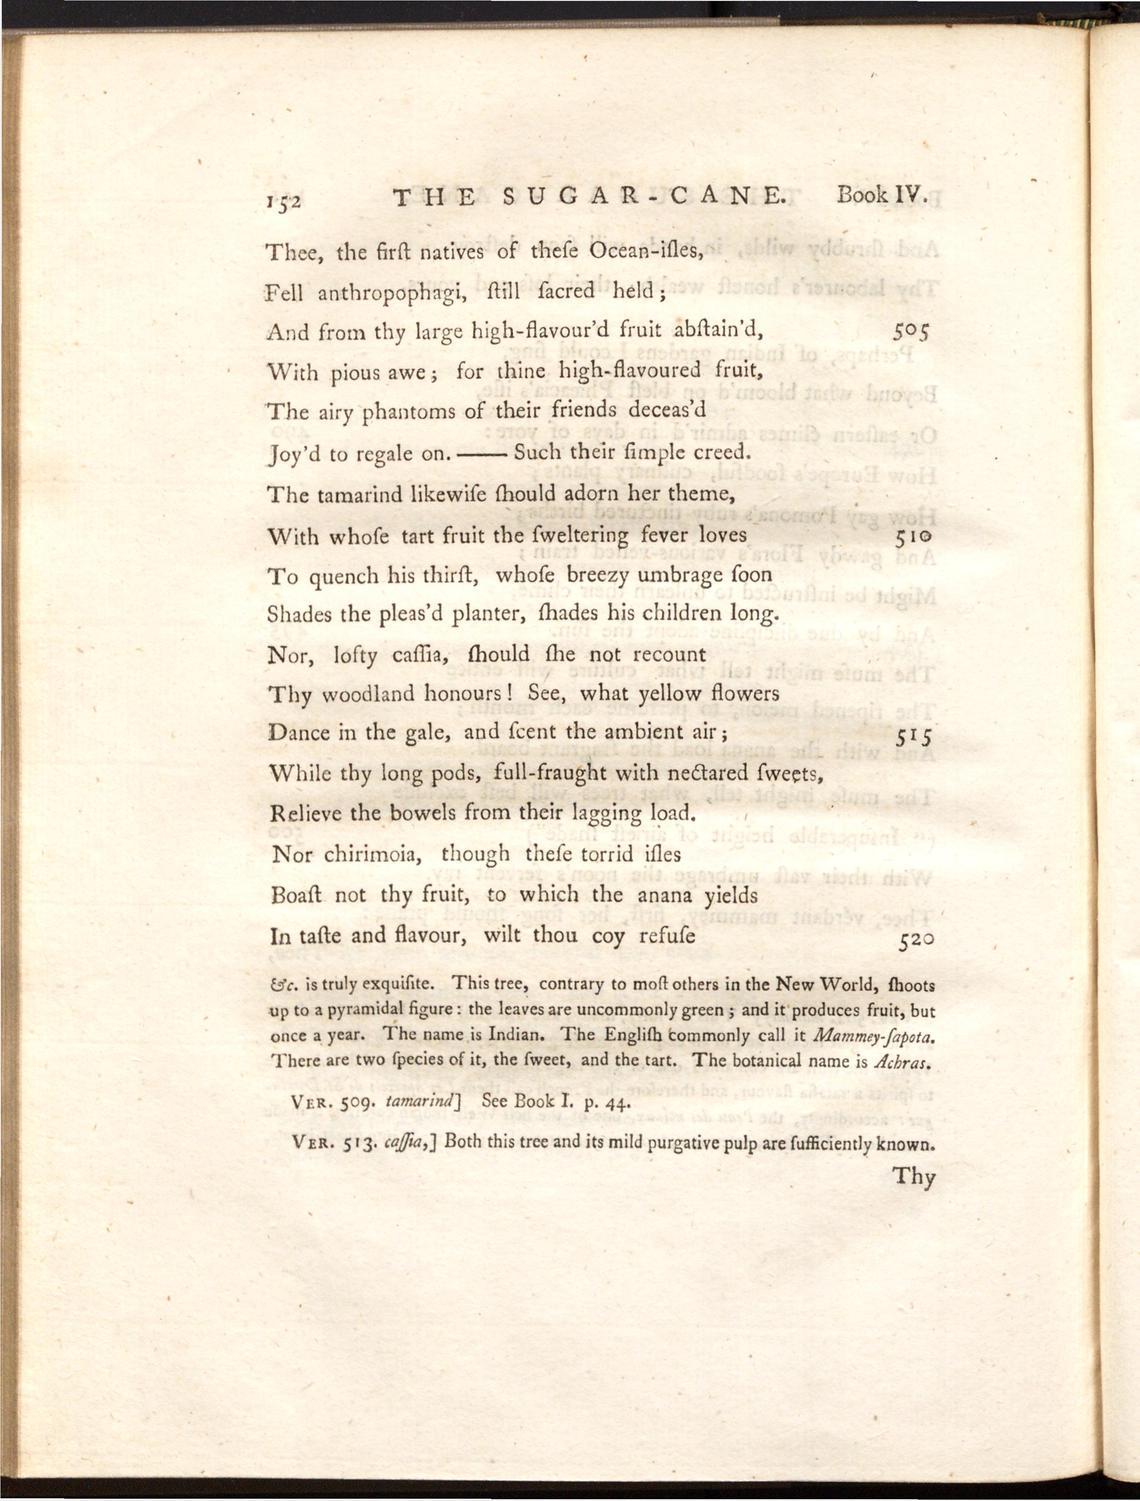 152 THE SUGAR-CANE. Book IV.
Thee, the firſt natives of theſe Ocean-iſles,
Fell anthropophagi, ſtill ſacred held;
And from thy large high-flavour'd fruit abſtain'd, 505
With pious awe; for thine high-flavoured fruit,
The airy phantoms of their friends deceas'd
Joy'd to regale on.—— Such their ſimple creed.
The tamarind likewiſe ſhould adorn her theme,
With whoſe tart fruit the ſweltering fever loves 510
To quench his thirſt, whoſe breezy umbrage ſoon
Shades the pleas'd planter, ſhades his children long.
Nor, lofty caſſia, ſhould ſhe not recount
Thy woodland honours! See, what yellow flowers
Dance in the gale, and ſcent the ambient air; 515
While thy long pods, full-fraught with nectared ſweets,
Relieve the bowels from their lagging load.
Nor chirimoia, though theſe torrid iſles
Boaſt not thy fruit, to which the anana yields
In taſte and flavour, wilt thou coy refuſe 520
&c. is truly exquiſite. This tree, contrary to moſt others in the New World, ſhoots
up to a pyramidal figure: the leaves are uncommonly green; and it produces fruit, but
once a year. The name is Indian. The Engliſh commonly call it Mammey-ſapota.
There are two ſpecies of it, the ſweet, and the tart. The botanical name is Achras.
VER. 509. tamarind] See Book I. p. 44.
VER. 513. caſſia,] Both this tree and its mild purgative pulp are ſufficiently known.
Thy